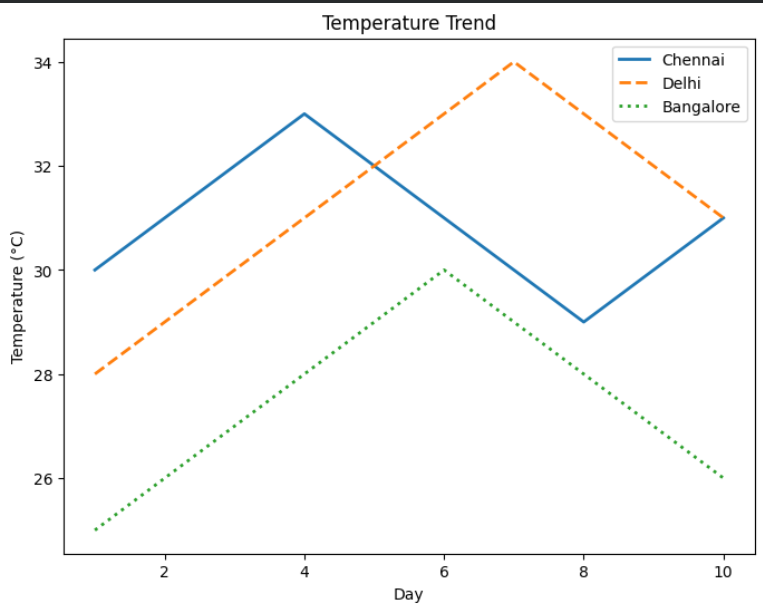 Temperature Trend
Chennai
Delhi
Bangalore
Temperature (°C)
34
32
30
28
26
2 4 6 8 10
Day